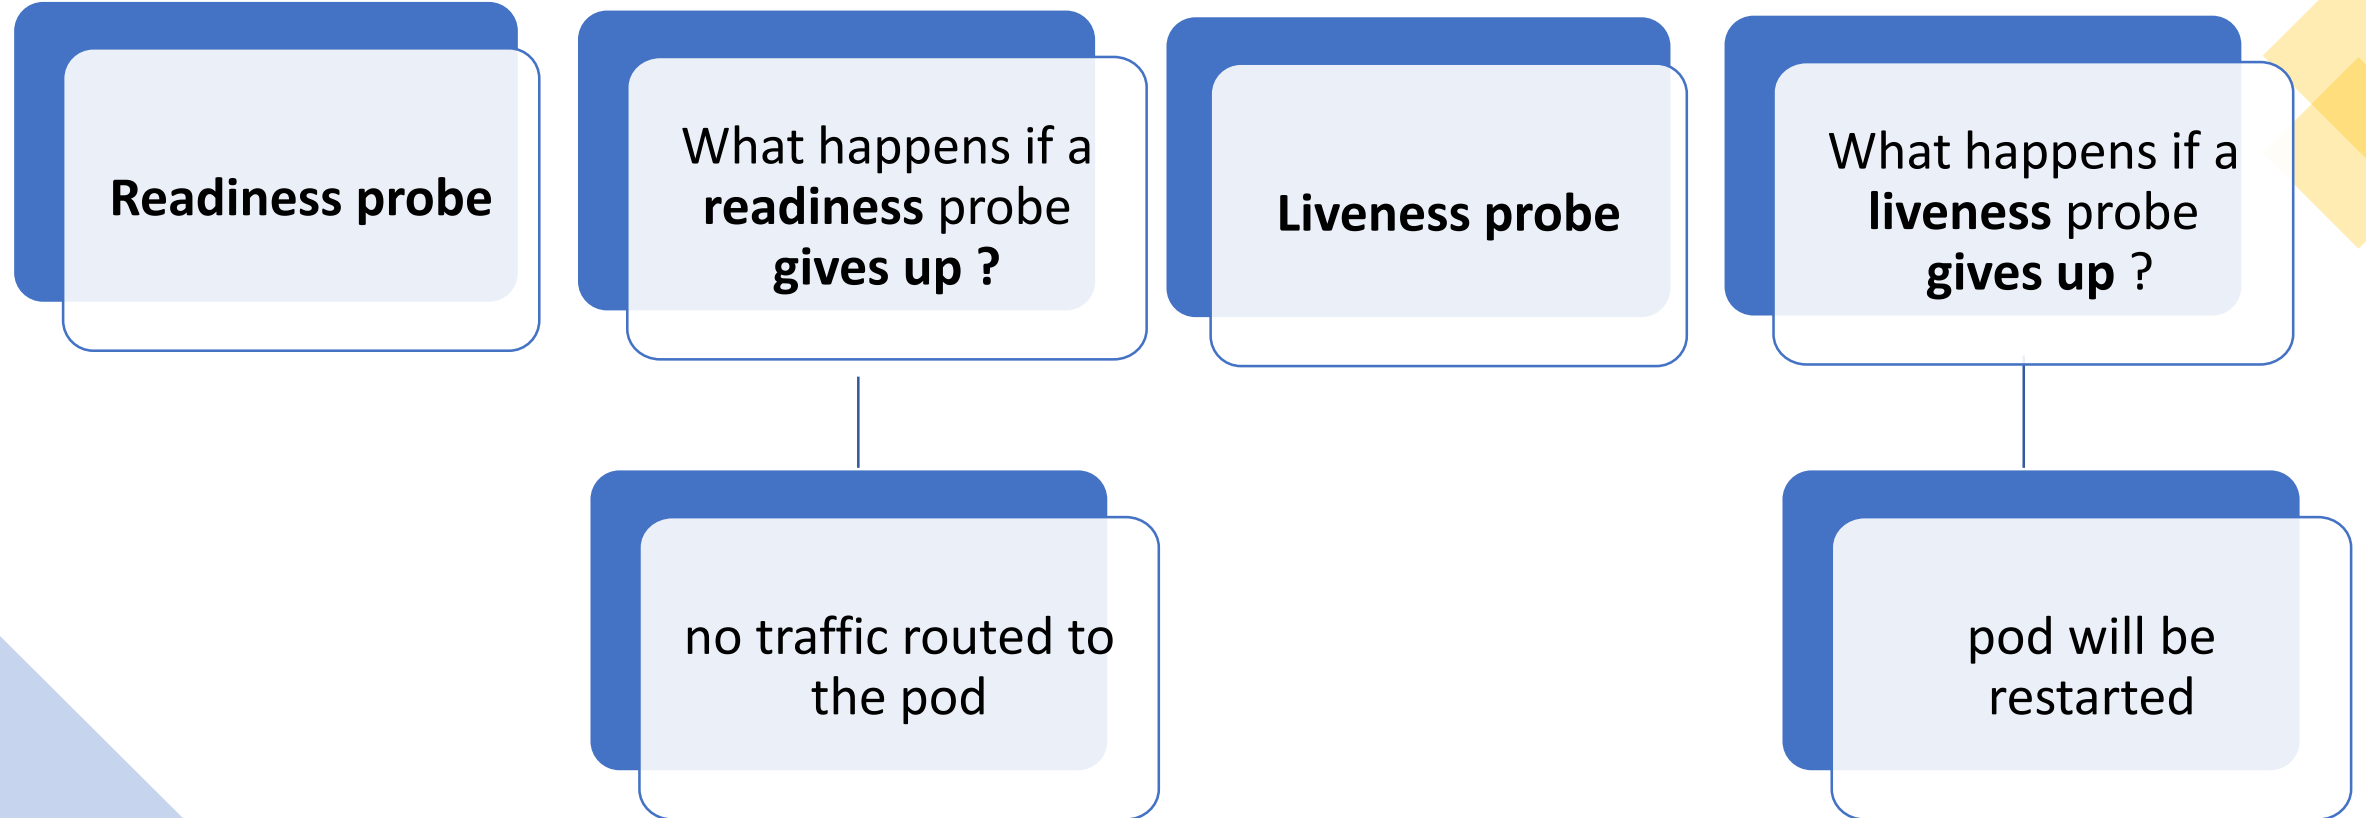 Readiness probe
What happens if a
readiness probe
gives up ?
Liveness probe
What happens if a
liveness probe
gives up ?
no traffic routed to
the pod
pod will be
restarted